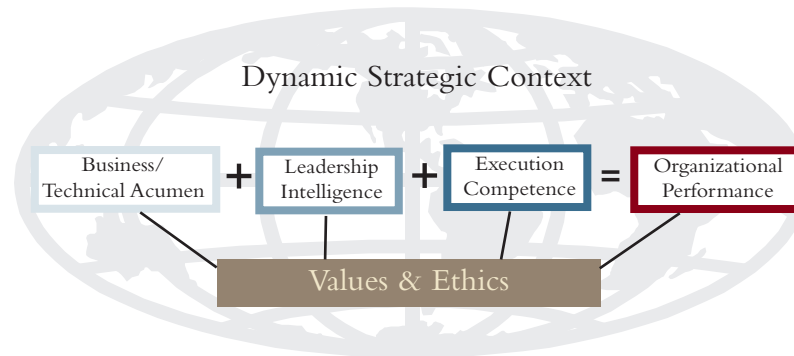 Dynamic Strategic Context
Business/
Technical Acumen
+
Leadership
Intelligence
+
Execution
Competence
=
Organizational
Performance
Values & Ethics